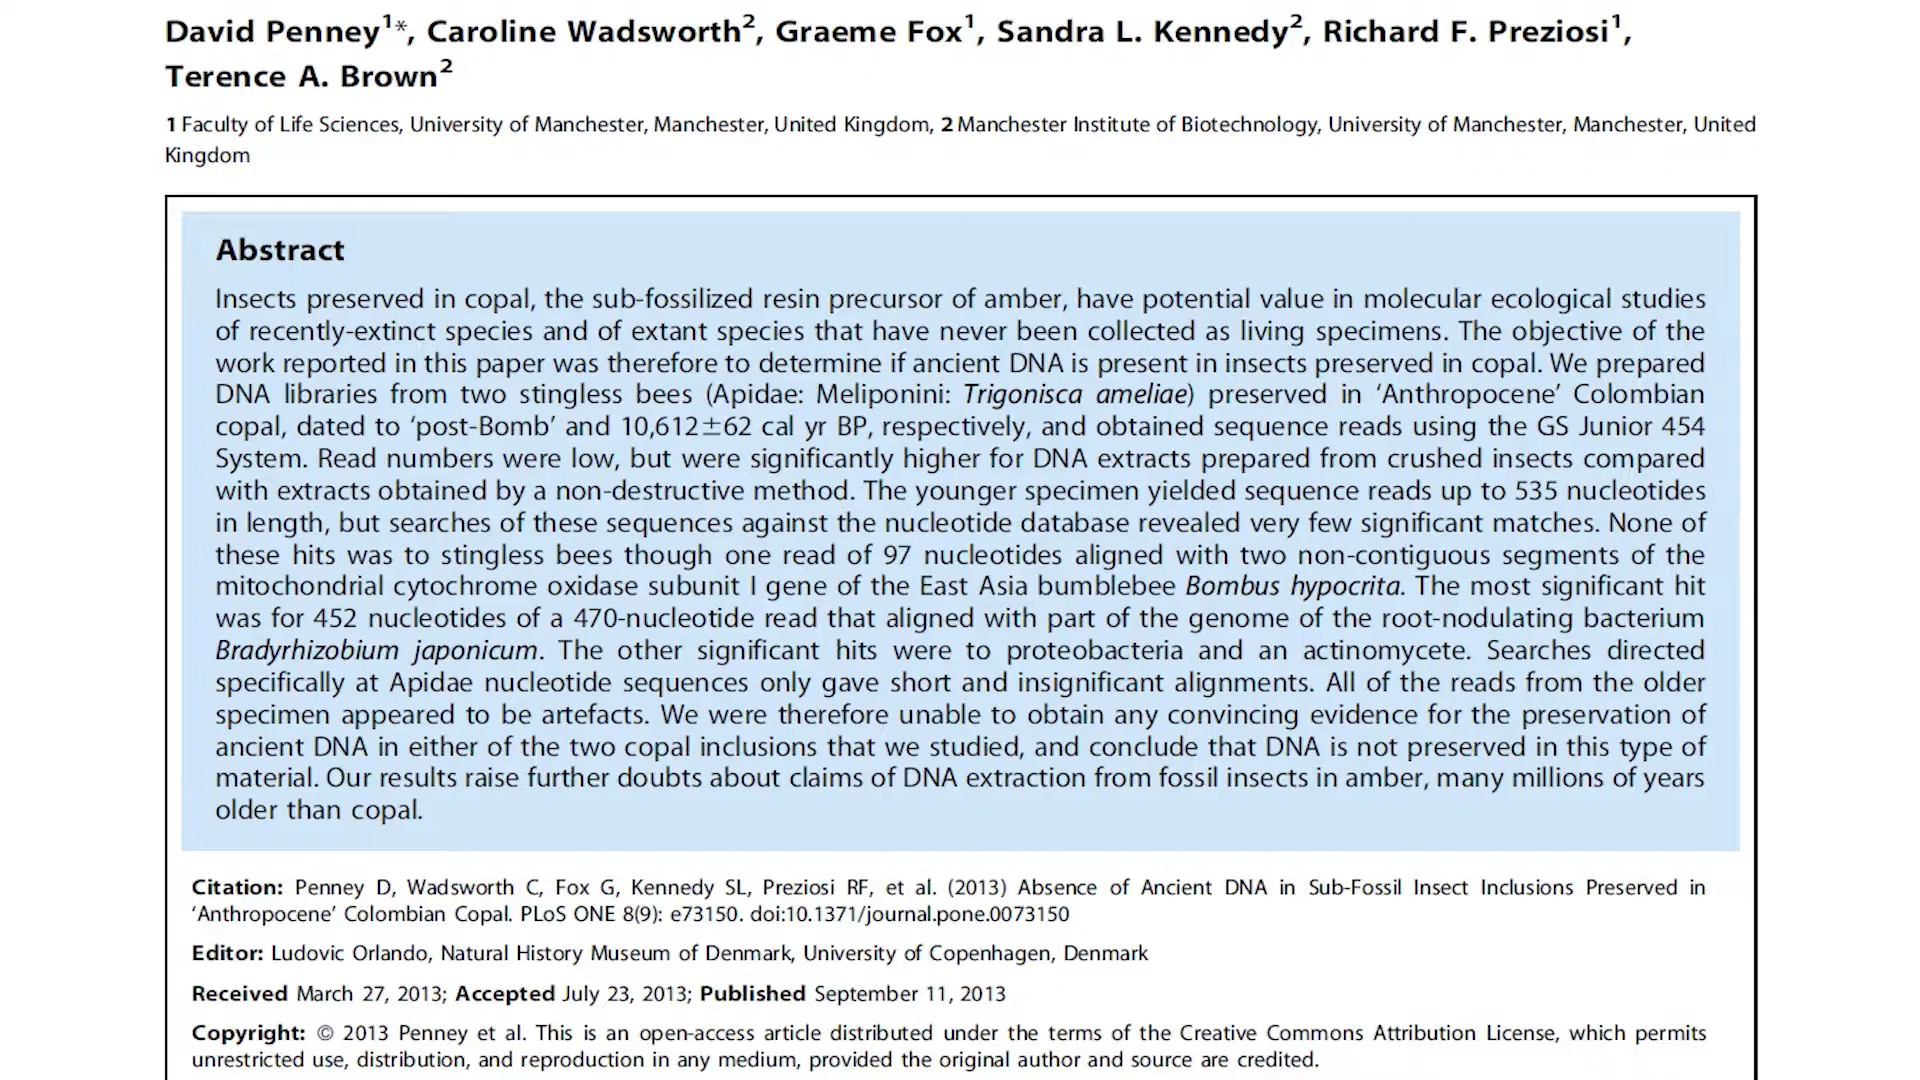 David Penney1*, Caroline Wadsworth2, Graeme Fox1, Sandra L. Kennedy2, Richard F. Preziosi1,
Terence A. Brown2
1 Faculty of Life Sciences, University of Manchester, Manchester, United Kingdom, 2 Manchester Institute of Biotechnology, University of Manchester, Manchester, United
Kingdom
Abstract
Insects preserved in copal, the sub-fossilized resin precursor of amber, have potential value in molecular ecological studies
of recently-extinct species and of extant species that have never been collected as living specimens. The objective of the
work reported in this paper was therefore to determine if ancient DNA is present in insects preserved in copal. We prepared
DNA libraries from two stingless bees (Apidae: Meliponini: Trigonisca ameliae) preserved in ‘Anthropocene’ Colombian
copal, dated to ‘post-Bomb’ and 10,612±62 cal yr BP, respectively, and obtained sequence reads using the GS Junior 454
System. Read numbers were low, but were significantly higher for DNA extracts prepared from crushed insects compared
with extracts obtained by a non-destructive method. The younger specimen yielded sequence reads up to 535 nucleotides
in length, but searches of these sequences against the nucleotide database revealed very few significant matches. None of
these hits was to stingless bees though one read of 97 nucleotides aligned with two non-contiguous segments of the
mitochondrial cytochrome oxidase subunit I gene of the East Asia bumblebee Bombus hypocrita. The most significant hit
was for 452 nucleotides of a 470-nucleotide read that aligned with part of the genome of the root-nodulating bacterium
Bradyrhizobium japonicum. The other significant hits were to proteobacteria and an actinomycete. Searches directed
specifically at Apidae nucleotide sequences only gave short and insignificant alignments. All of the reads from the older
specimen appeared to be artefacts. We were therefore unable to obtain any convincing evidence for the preservation of
ancient DNA in either of the two copal inclusions that we studied, and conclude that DNA is not preserved in this type of
material. Our results raise further doubts about claims of DNA extraction from fossil insects in amber, many millions of years
older than copal.
Citation: Penney D, Wadsworth C, Fox G, Kennedy SL, Preziosi RF, et al. (2013) Absence of Ancient DNA in Sub-Fossil Insect Inclusions Preserved in
‘Anthropocene’ Colombian Copal. PLoS ONE 8(9): e73150. doi:10.1371/journal.pone.0073150
Editor: Ludovic Orlando, Natural History Museum of Denmark, University of Copenhagen, Denmark
Received March 27, 2013; Accepted July 23, 2013; Published September 11, 2013
Copyright: © 2013 Penney et al. This is an open-access article distributed under the terms of the Creative Commons Attribution License, which permits
unrestricted use, distribution, and reproduction in any medium, provided the original author and source are credited.